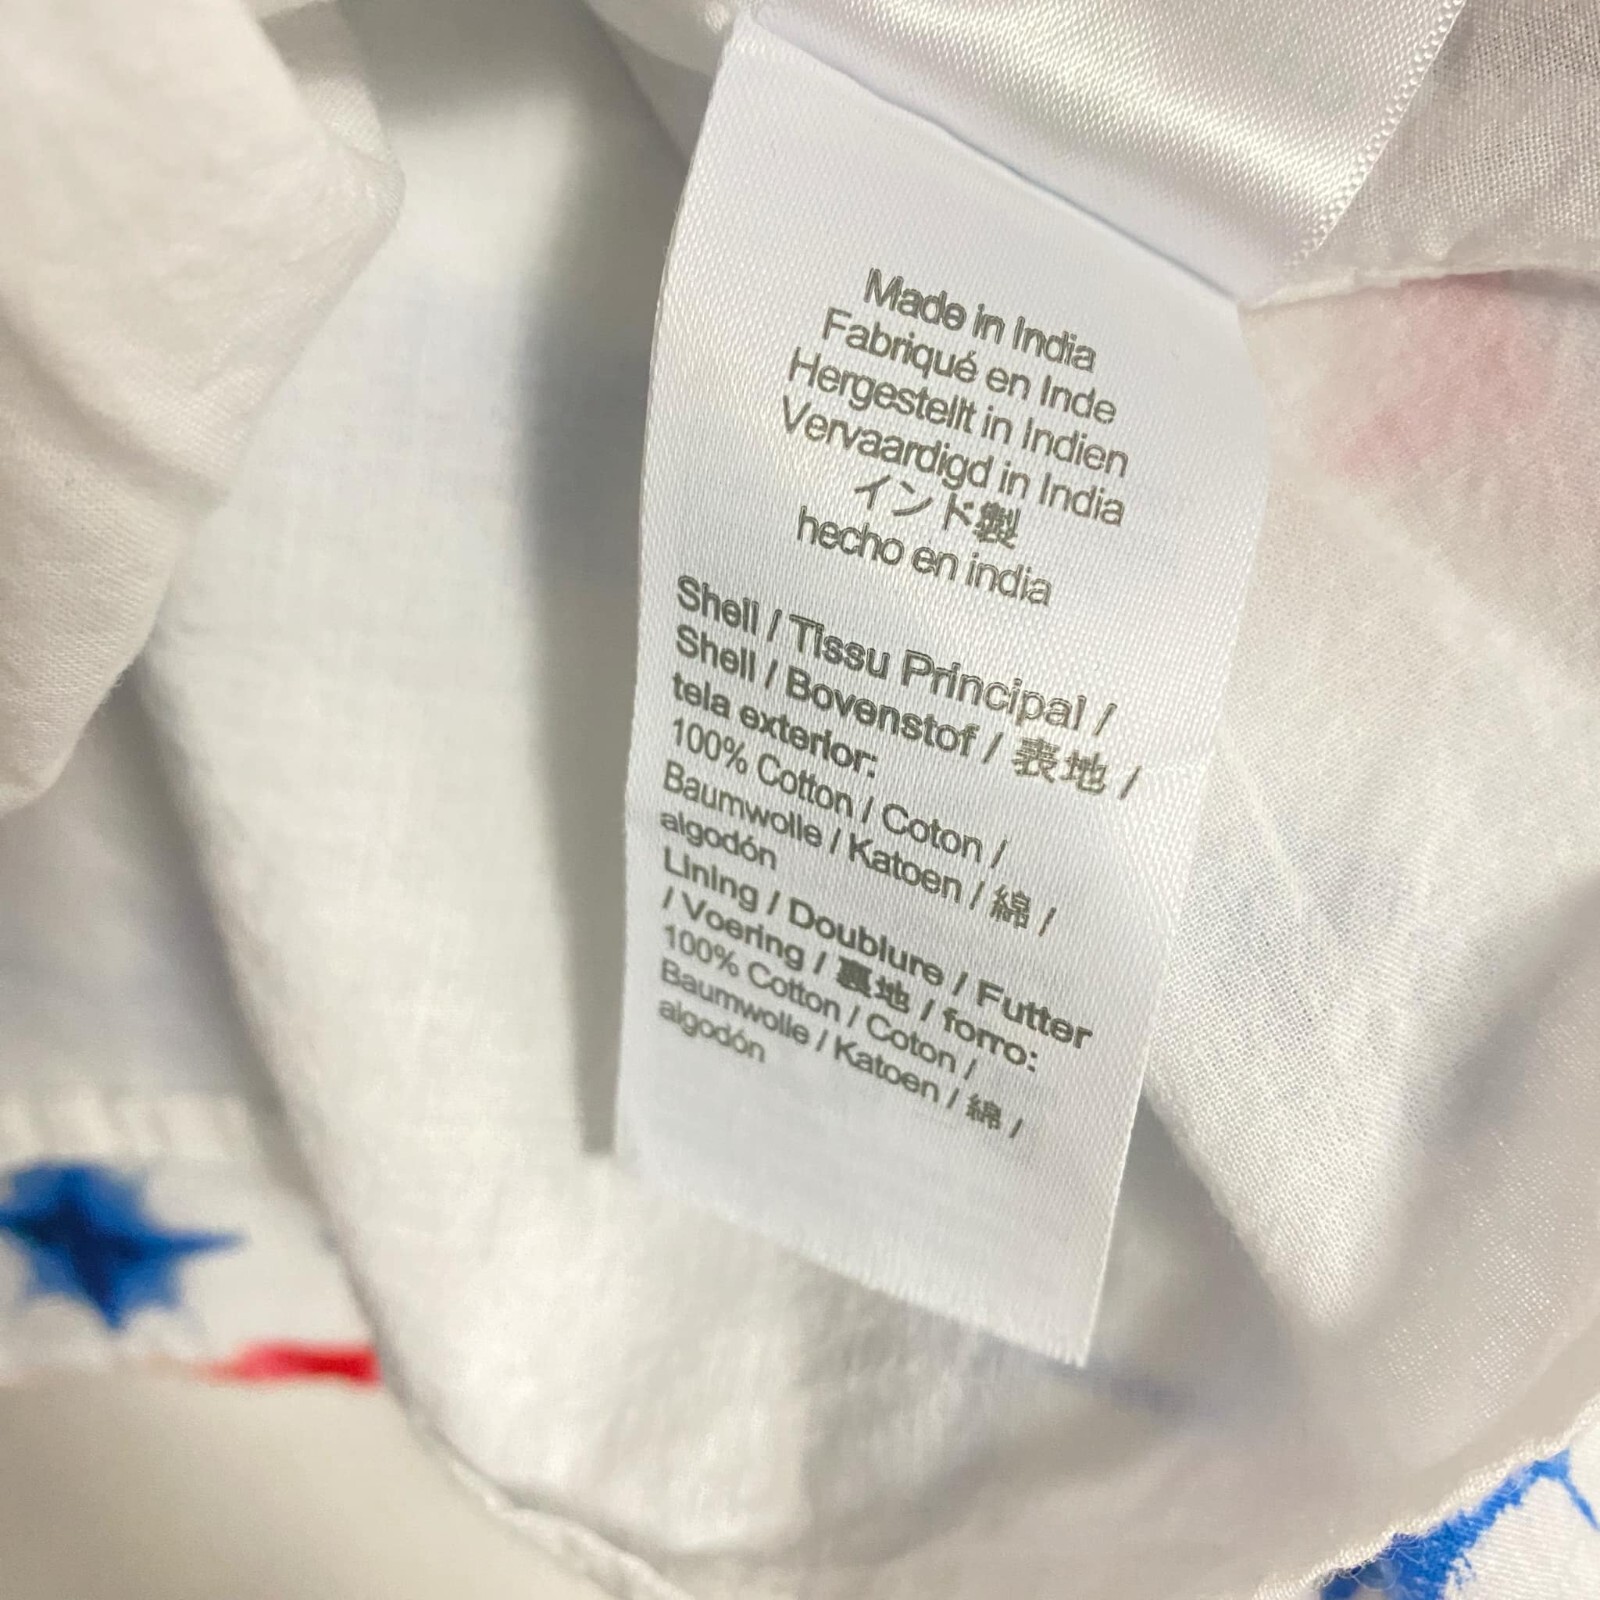 Made in India
Fabriqué en Inde
Hergestellt in Indien
Vervaardigd in India
インド製
hecho en india
Shell / Tissu Principal /
Shell / Bovenstof / 表地 /
tela exterior:
100% Cotton / Coton /
Baumwolle / Katoen / 綿 /
algodón
Lining / Doublure / Futter
/ Voering / 裏地 / forro:
100% Cotton / Coton /
Baumwolle / Katoen / 綿 /
algodón